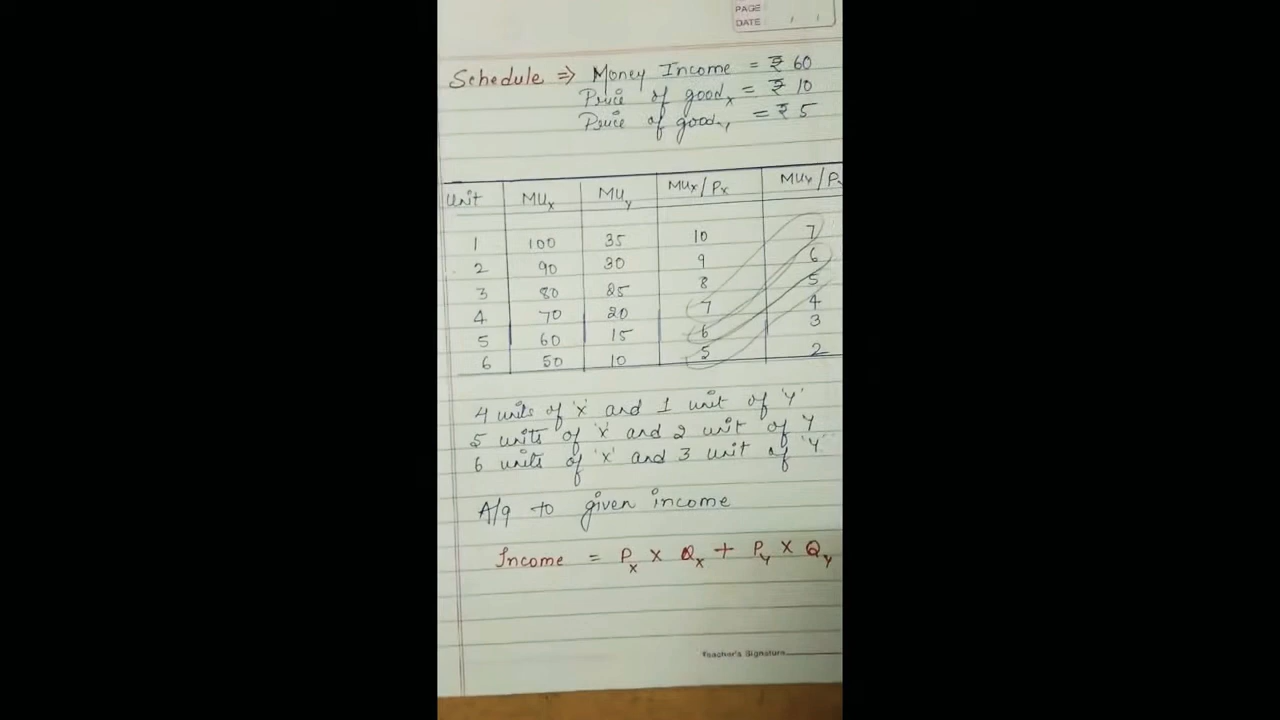 PAGE
DATE / /
Schedule ⇒ Money Income = ₹ 60
Price of goodx = ₹ 10
Price of goody = ₹ 5
Unit MUx MUy MUx/Px MUy/P
1 100 35 10 7
2 90 30 9 6
3 80 25 8 5
4 70 20 7 4
5 60 15 6 3
6 50 10 5 2
4 units of 'x' and 1 unit of 'Y'
5 units of 'x' and 2 unit of Y
6 units of 'x' and 3 unit of 'Y'
A/q to given income
Income = Px X Qx + Py X Qy
Teacher's Signature